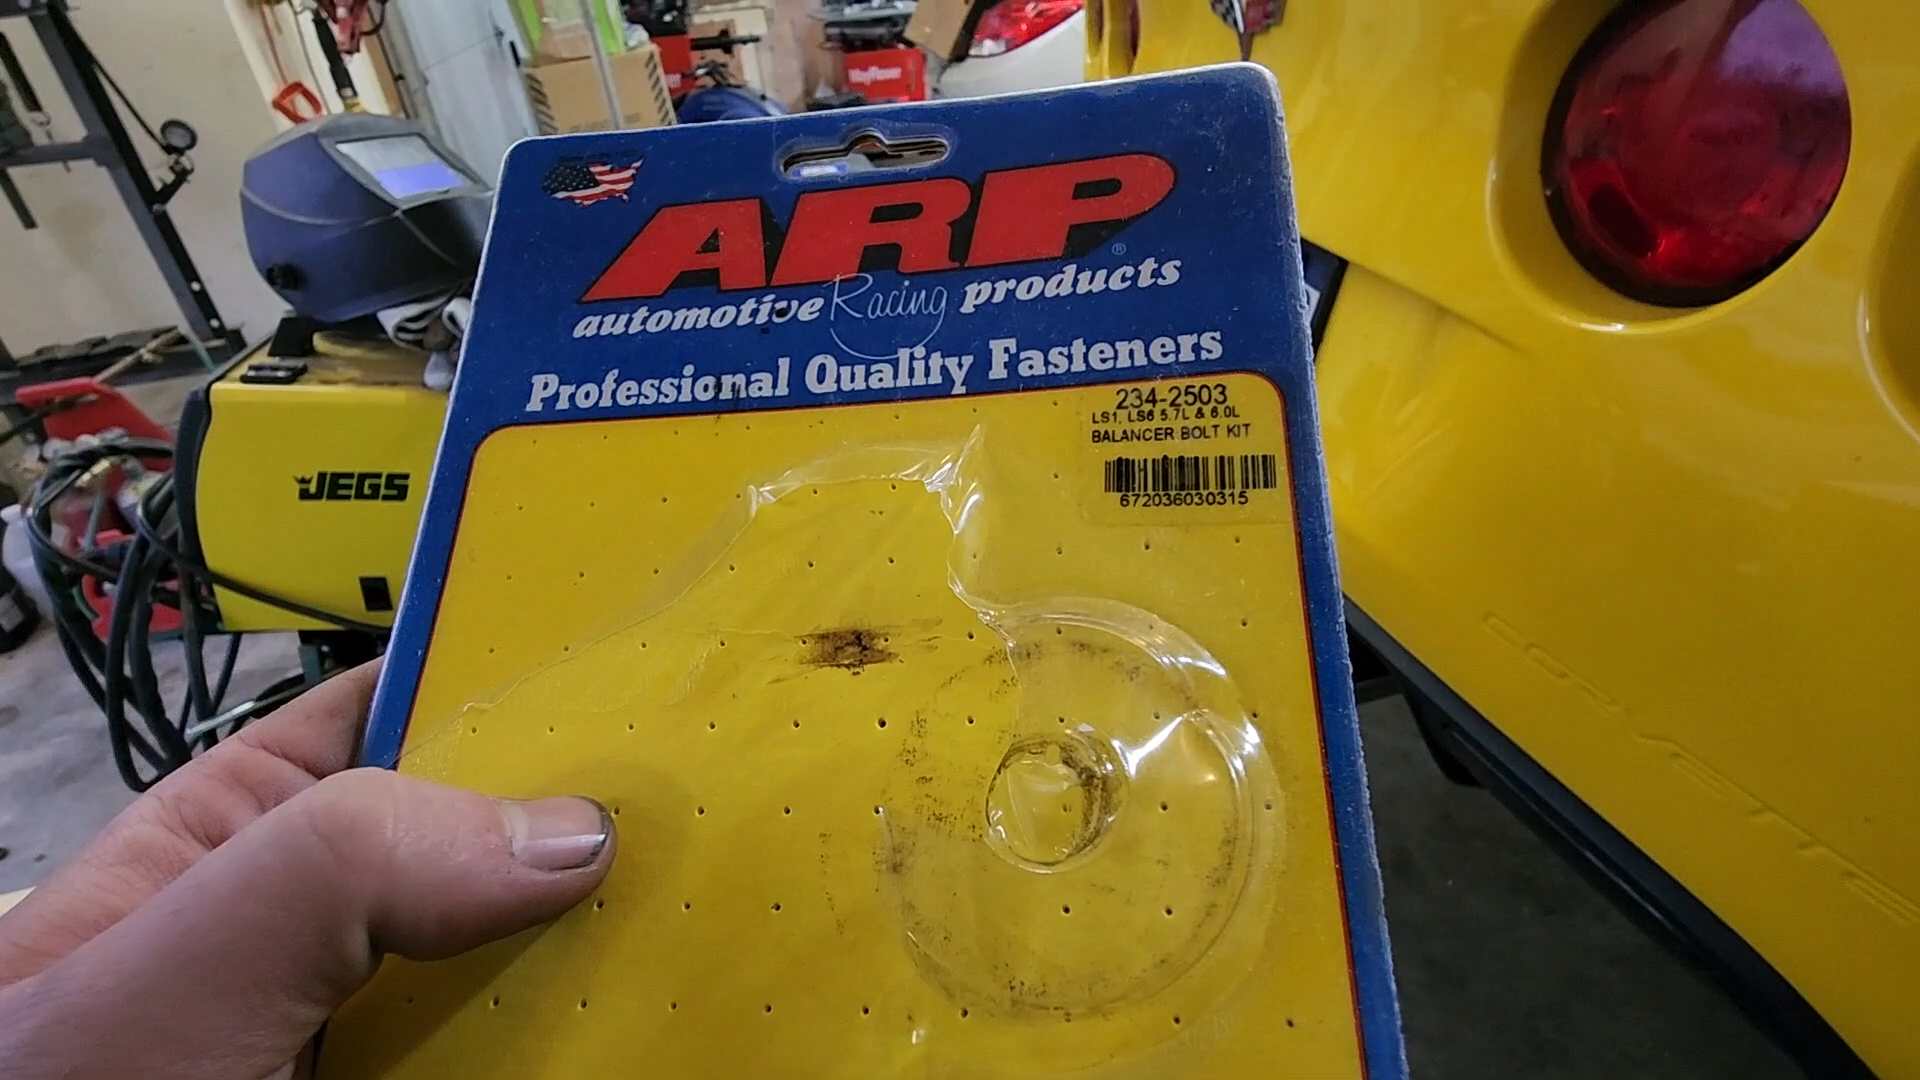 ARP
®
automotive Racing products
Professional Quality Fasteners
234-2503
LS1, LS6 5.7L & 6.0L
BALANCER BOLT KIT
672036030315
JEGS
CORVETTE